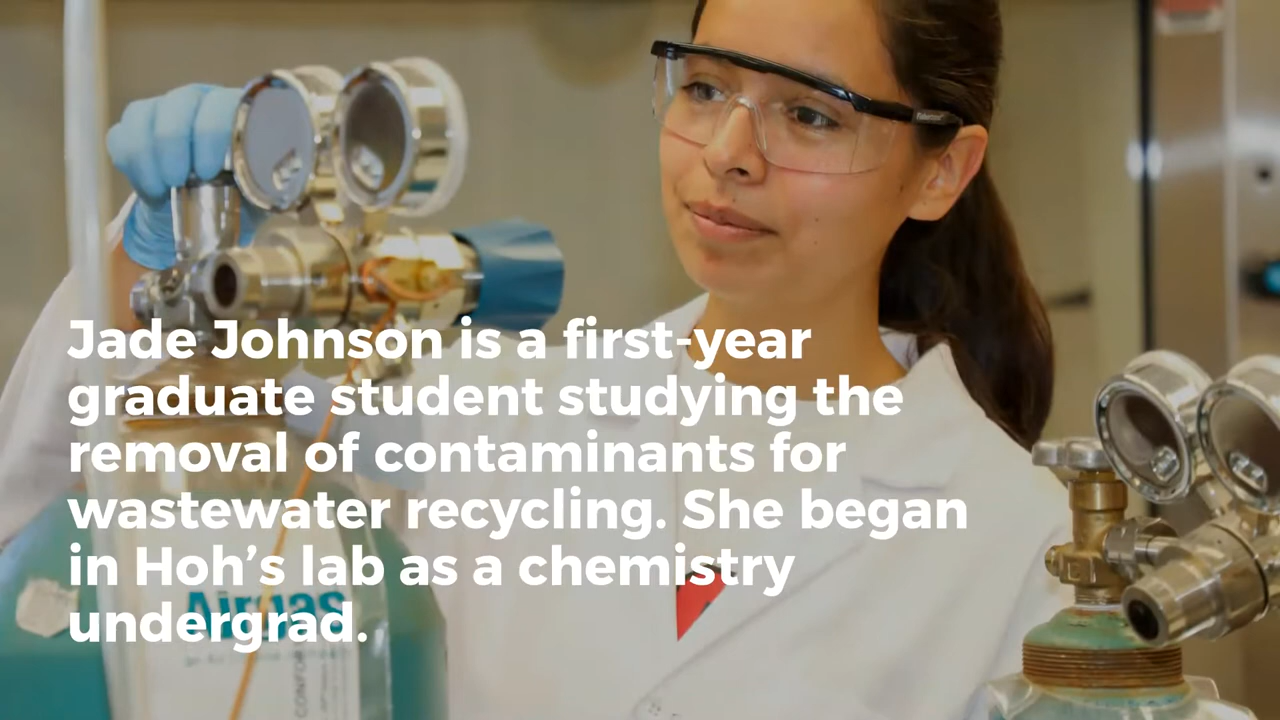 Jade Johnson is a first-year
graduate student studying the
removal of contaminants for
wastewater recycling. She began
in Hoh’s lab as a chemistry
undergrad.
Airgas